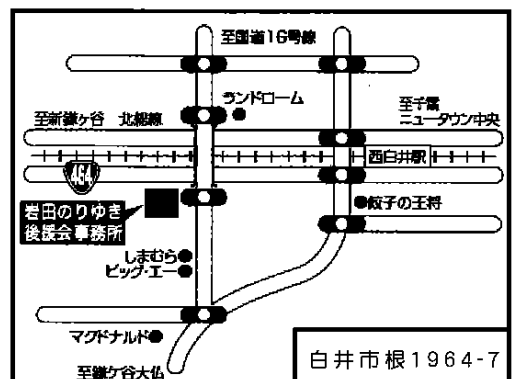 至国道16号線
ランドローム
至新鎌ヶ谷
北総線
至千葉
ニュータウン中央
西白井駅
464
岩田のりゆき
後援会事務所
餃子の王将
しまむら
ビッグ・エー
マクドナルド
至鎌ケ谷大仏
白井市根1964-7